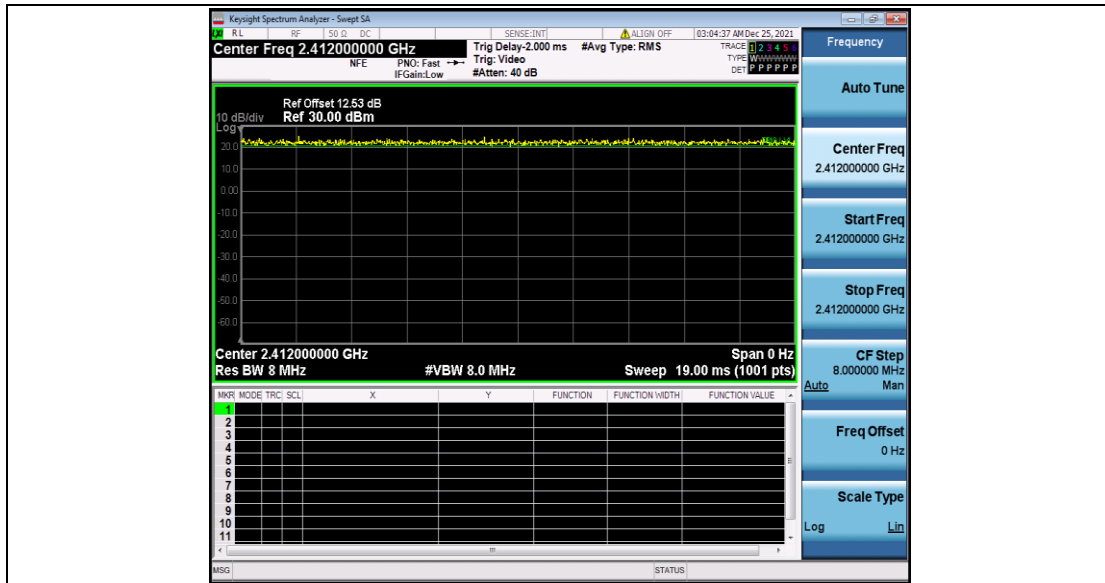 Keysight Spectrum Analyzer - Swept SA
RL RF 50 Ω DC SENSE:INT ALIGN OFF 03:04:37 AM Dec 25, 2021
Center Freq 2.412000000 GHz
NFE PNO: Fast IFGain:Low
Trig Delay-2.000 ms #Avg Type: RMS
Trig: Video
#Atten: 40 dB
TRACE 1 2 3 4 5 6
TYPE WWWWWW
DET P P P P P P
Ref Offset 12.53 dB
10 dB/div Ref 30.00 dBm
Log
20.0
10.0
0.00
-10.0
-20.0
-30.0
-40.0
-50.0
-60.0
Center 2.412000000 GHz Span 0 Hz
Res BW 8 MHz #VBW 8.0 MHz Sweep 19.00 ms (1001 pts)
MKR MODE TRC SCL X Y FUNCTION FUNCTION WIDTH FUNCTION VALUE
1
2
3
4
5
6
7
8
9
10
11
MSG STATUS
Frequency
Auto Tune
Center Freq
2.412000000 GHz
Start Freq
2.412000000 GHz
Stop Freq
2.412000000 GHz
CF Step
8.000000 MHz
Auto Man
Freq Offset
0 Hz
Scale Type
Log Lin